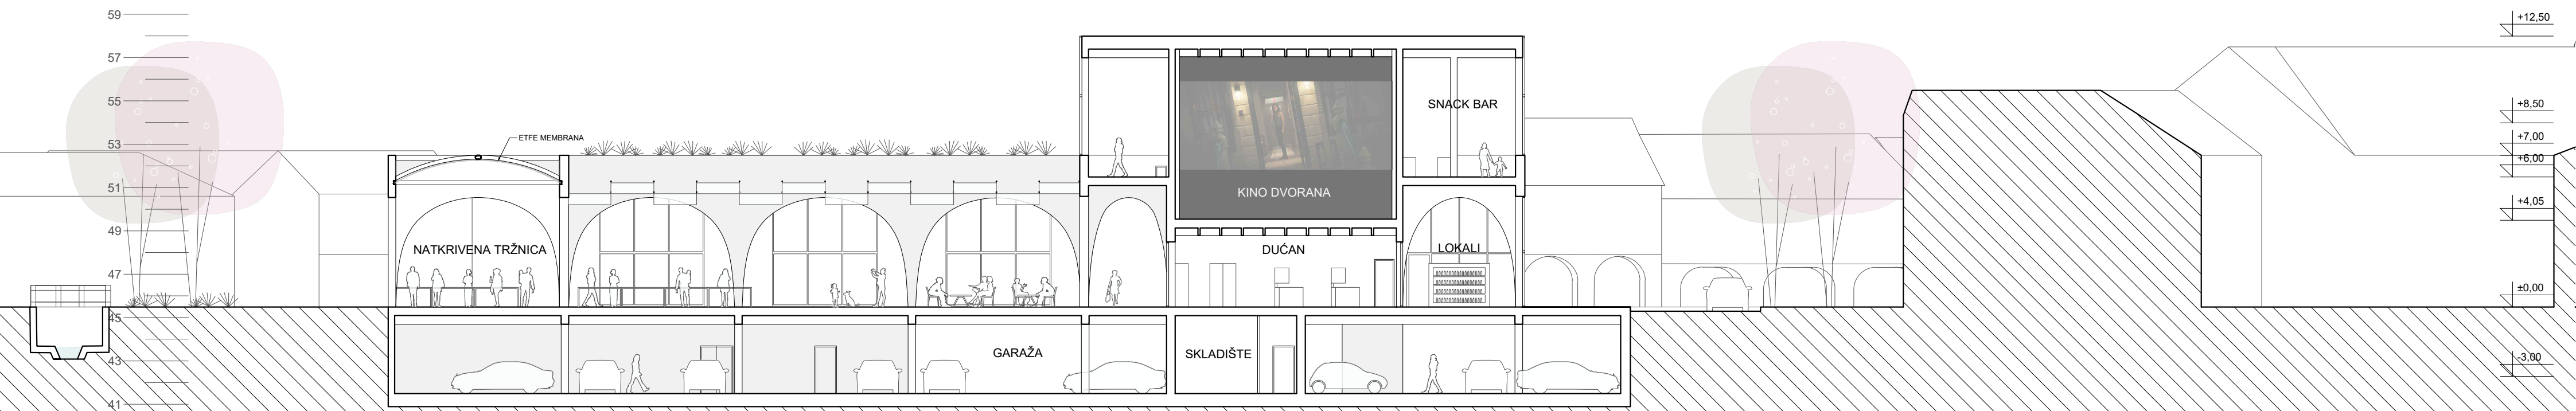 59
57
55
53
51
49
47
45
43
41
ETFE MEMBRANA
NATKRIVENA TRŽNICA
KINO DVORANA
SNACK BAR
DUĆAN
LOKALI
GARAŽA
SKLADIŠTE
+12,50
+8,50
+7,00
+6,00
+4,05
±0,00
-3,00